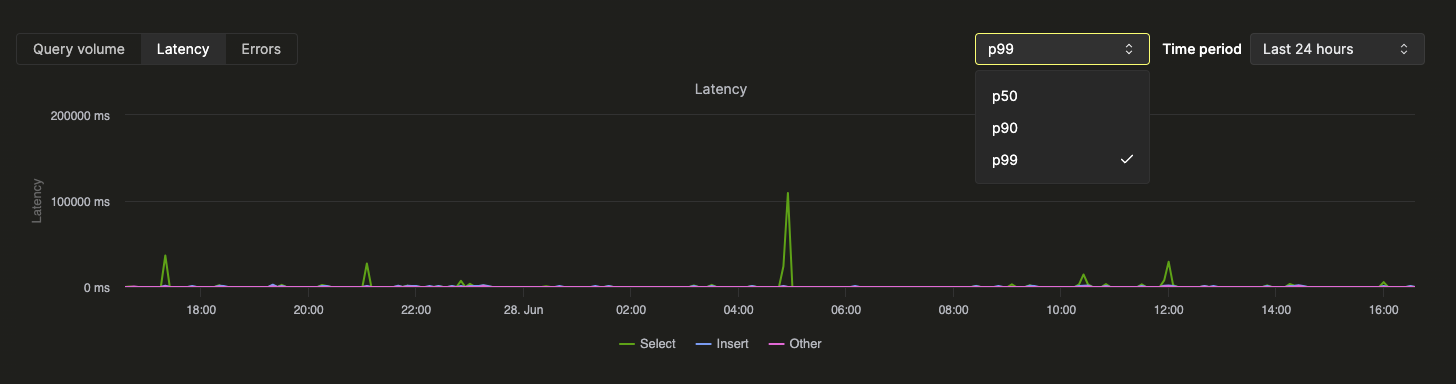 Query volume Latency Errors p99 Time period Last 24 hours
p50
p90
p99
Latency
200000 ms
100000 ms
0 ms
Latency
18:00 20:00 22:00 28. Jun 02:00 04:00 06:00 08:00 10:00 12:00 14:00 16:00
Select Insert Other